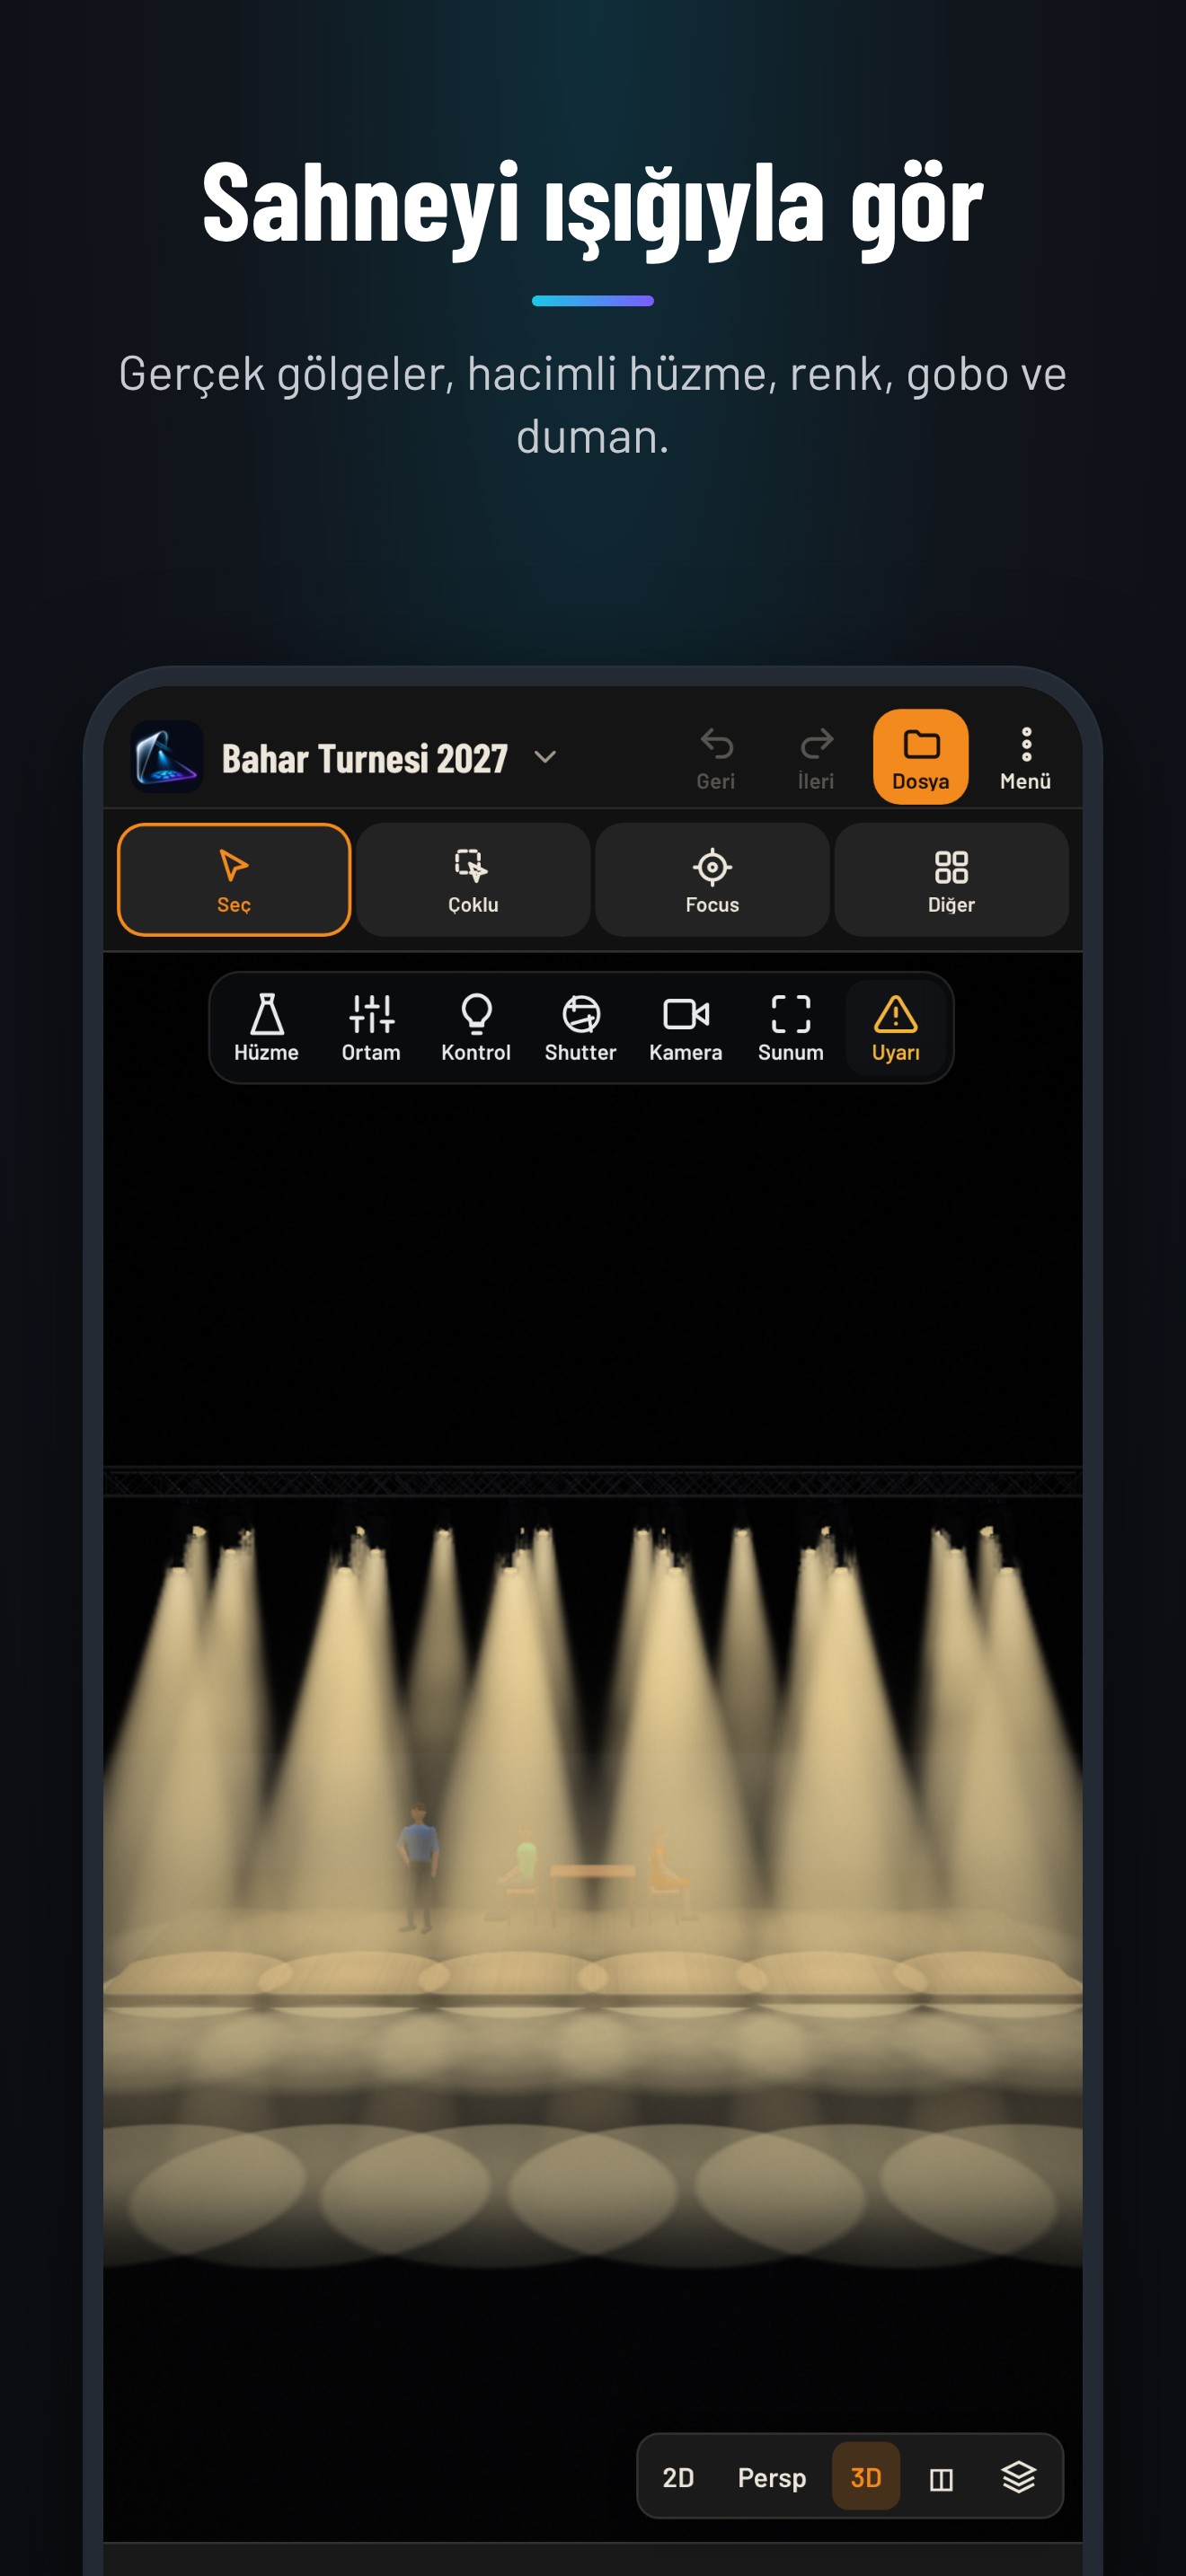 Sahneyi ışığıyla gör
Gerçek gölgeler, hacimli hüzme, renk, gobo ve
duman.
Bahar Turnesi 2027
Geri
İleri
Dosya
Menü
Seç
Çoklu
Focus
Diğer
Hüzme
Ortam
Kontrol
Shutter
Kamera
Sunum
Uyarı
2D
Persp
3D